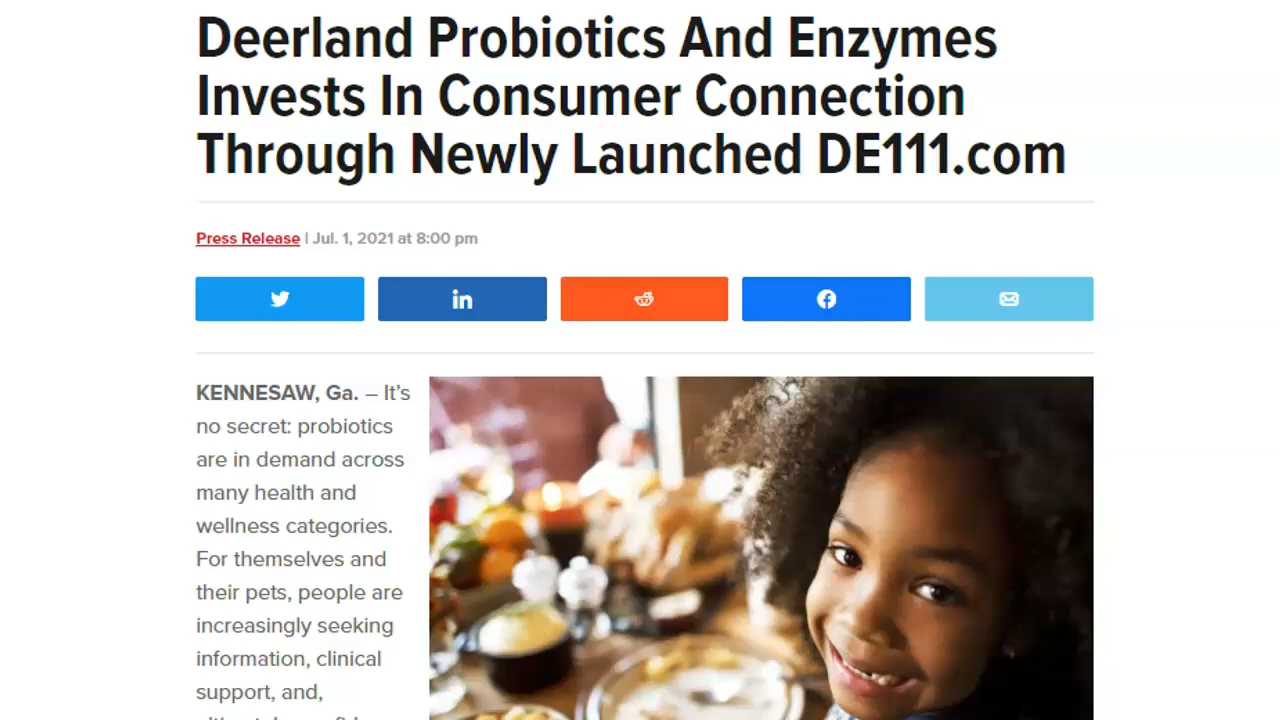 Deerland Probiotics And Enzymes
Invests In Consumer Connection
Through Newly Launched DE111.com
Press Release | Jul. 1, 2021 at 8:00 pm
KENNESAW, Ga. – It's
no secret: probiotics
are in demand across
many health and
wellness categories.
For themselves and
their pets, people are
increasingly seeking
information, clinical
support, and,